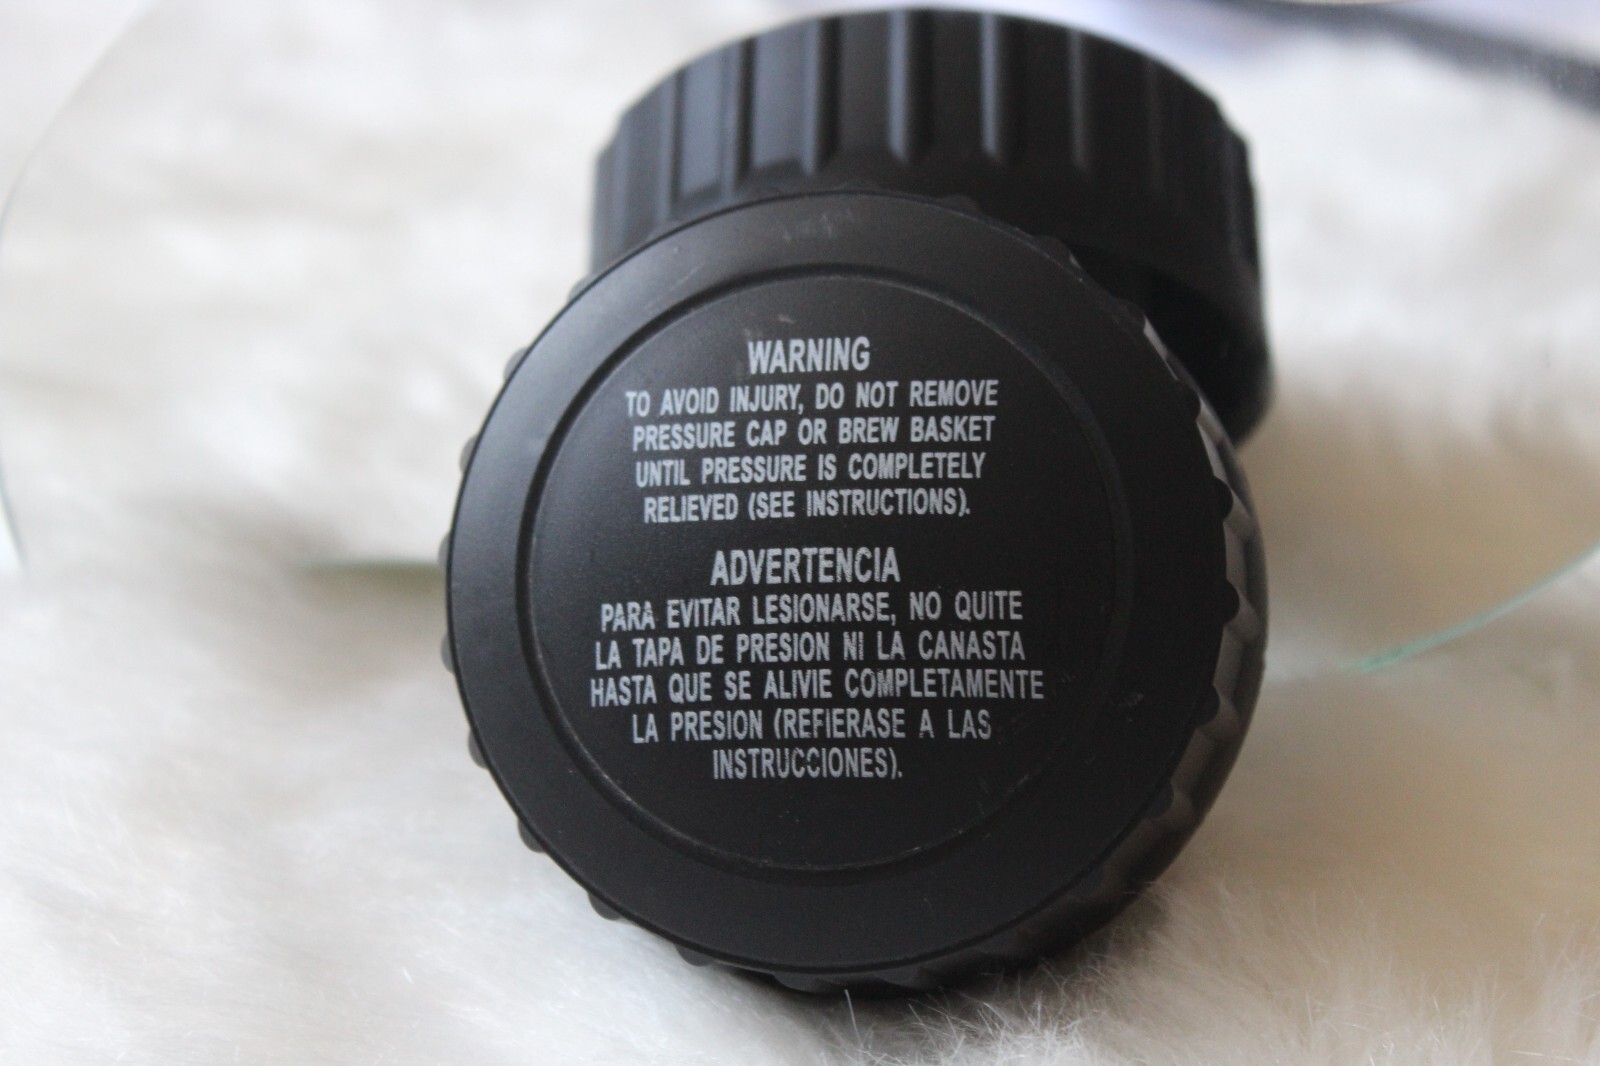 WARNING
TO AVOID INJURY, DO NOT REMOVE
PRESSURE CAP OR BREW BASKET
UNTIL PRESSURE IS COMPLETELY
RELIEVED (SEE INSTRUCTIONS).
ADVERTENCIA
PARA EVITAR LESIONARSE, NO QUITE
LA TAPA DE PRESION NI LA CANASTA
HASTA QUE SE ALIVIE COMPLETAMENTE
LA PRESION (REFIERASE A LAS
INSTRUCCIONES).